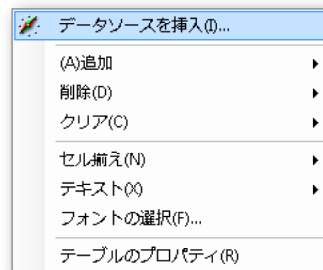 データソースを挿入(I)...
(A)追加
削除(D)
クリア(C)
セル揃え(N)
テキスト(X)
フォントの選択(F)...
テーブルのプロパティ(R)